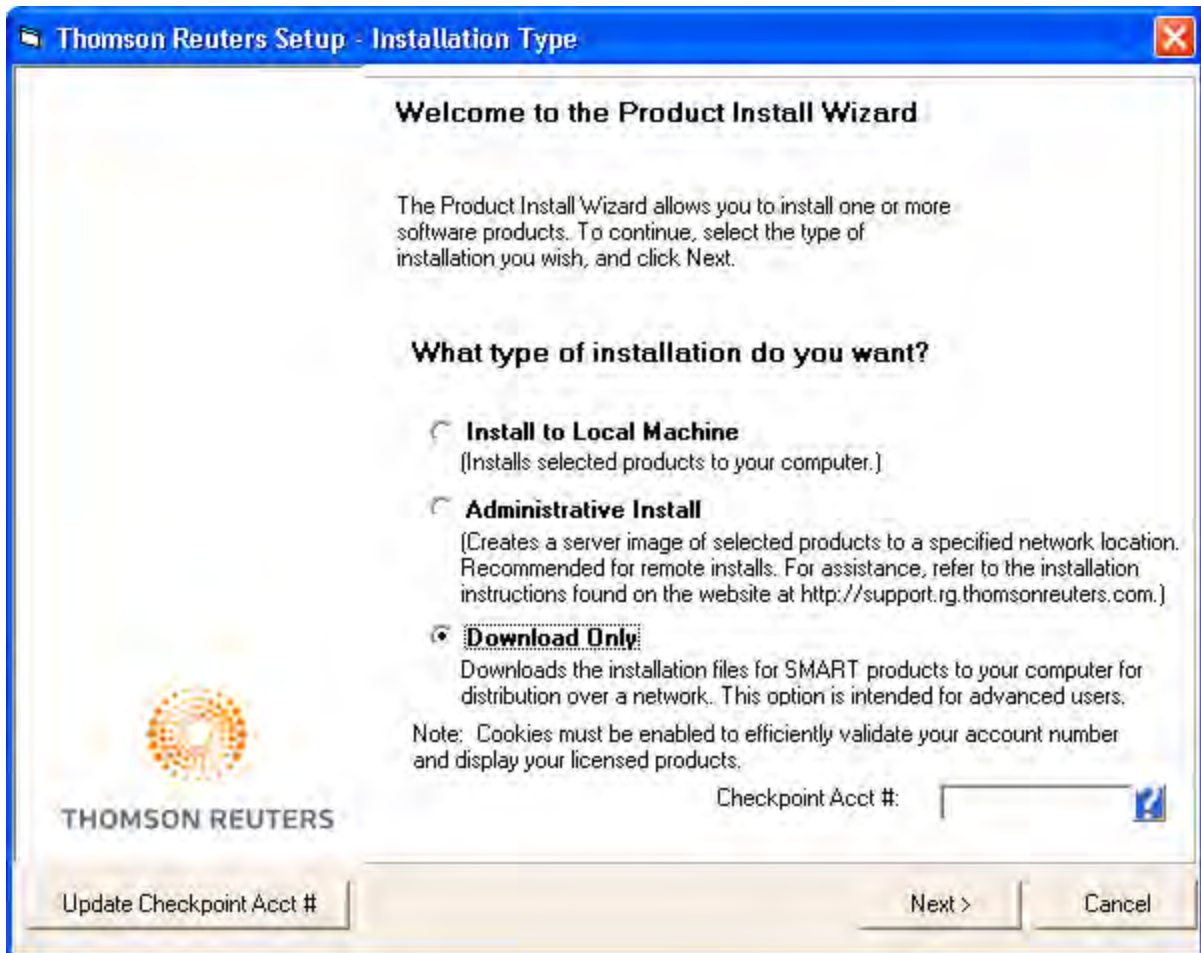 Thomson Reuters Setup - Installation Type
Welcome to the Product Install Wizard
The Product Install Wizard allows you to install one or more
software products. To continue, select the type of
installation you wish, and click Next.
What type of installation do you want?
Install to Local Machine
(Installs selected products to your computer.)
Administrative Install
(Creates a server image of selected products to a specified network location.
Recommended for remote installs. For assistance, refer to the installation
instructions found on the website at http://support.rg.thomsonreuters.com.)
Download Only
Downloads the installation files for SMART products to your computer for
distribution over a network. This option is intended for advanced users.
Note: Cookies must be enabled to efficiently validate your account number
and display your licensed products.
Checkpoint Acct #:
?
THOMSON REUTERS
Update Checkpoint Acct #
Next >
Cancel